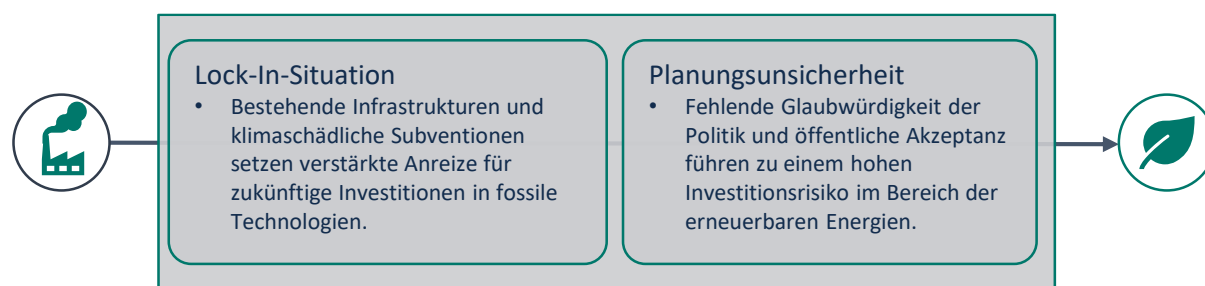 Lock-In-Situation
• Bestehende Infrastrukturen und
klimaschädliche Subventionen
setzen verstärkte Anreize für
zukünftige Investitionen in fossile
Technologien.
Planungsunsicherheit
• Fehlende Glaubwürdigkeit der
Politik und öffentliche Akzeptanz
führen zu einem hohen
Investitionsrisiko im Bereich der
erneuerbaren Energien.